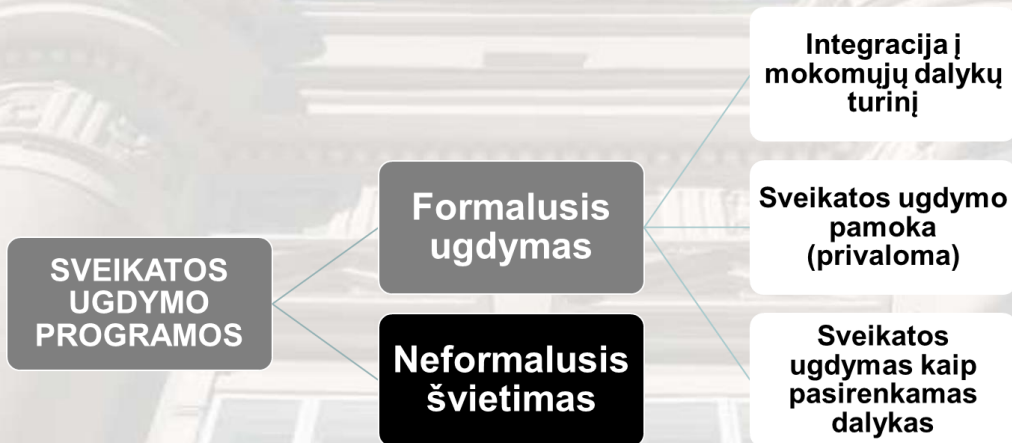 SVEIKATOS
UGDYMO
PROGRAMOS
Formalusis
ugdymas
Neformalusis
švietimas
Integracija į
mokomųjų dalykų
turinį
Sveikatos ugdymo
pamoka
(privaloma)
Sveikatos
ugdymas kaip
pasirenkamas
dalykas